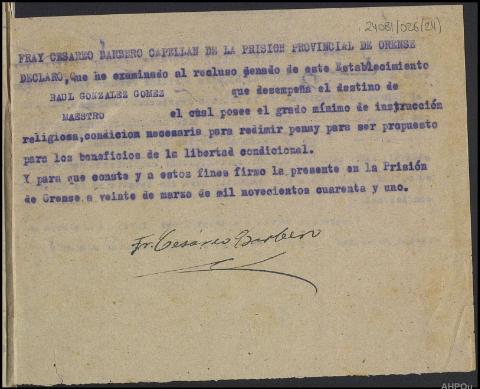 24081/026(24)
FRAY CESAREO BARBERO CAPELLAN DE LA PRISION PROVINCIAL DE ORENSE
DECLARO,Que he examinado al recluso penado de este Establecimiento
RAUL GONZALEZ GOMEZ que desempeña el destino de
MAESTRO el cual posee el grado mínimo de instrucción
religiosa,condicion necesaria para redimir penay para ser propuesto
para los beneficios de la libertad condicional.
Y para que conste y a estos fines firmo la presente en la Prisión
de Orense a veinte de marzo de mil novecientos cuarenta y uno.
Fr. Cesáreo Barbero
AHPOu